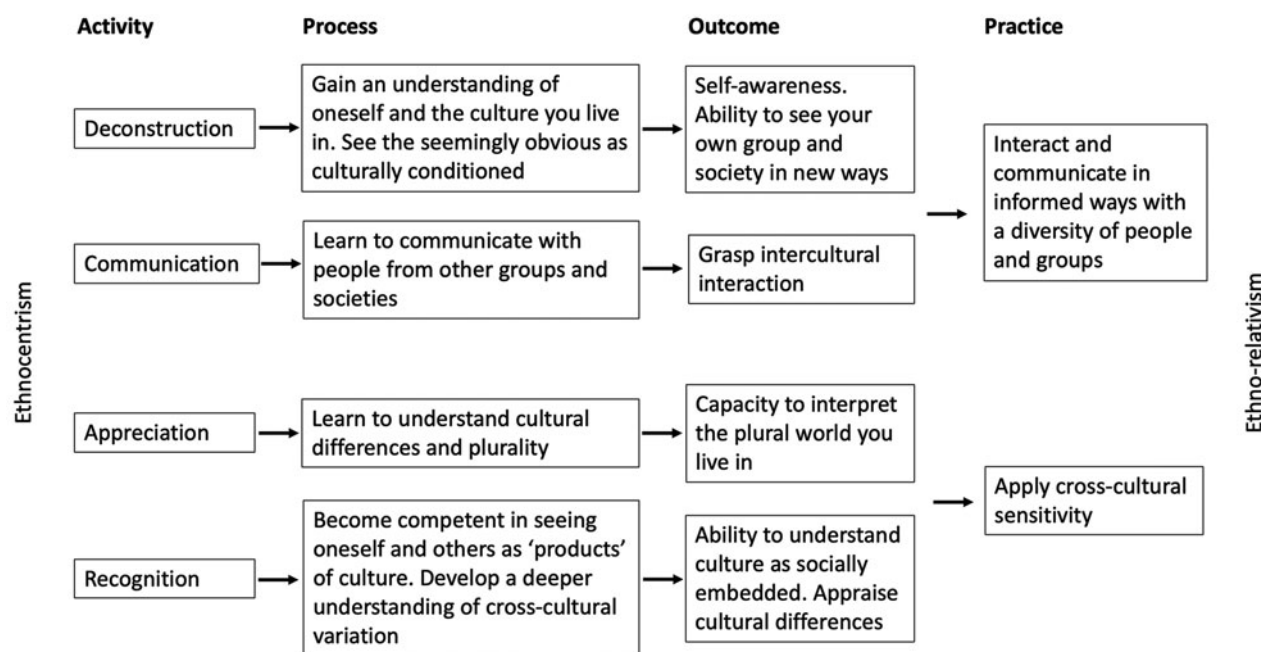 Activity
Process
Outcome
Practice
Ethnocentrism
Deconstruction
Gain an understanding of
oneself and the culture you live
in. See the seemingly obvious as
culturally conditioned
Self-awareness.
Ability to see your
own group and
society in new ways
Communication
Learn to communicate with
people from other groups and
societies
Grasp intercultural
interaction
Interact and
communicate in
informed ways with
a diversity of people
and groups
Appreciation
Learn to understand cultural
differences and plurality
Capacity to interpret
the plural world you
live in
Recognition
Become competent in seeing
oneself and others as ‘products’
of culture. Develop a deeper
understanding of cross-cultural
variation
Ability to understand
culture as socially
embedded. Appraise
cultural differences
Apply cross-cultural
sensitivity
Ethno-relativism